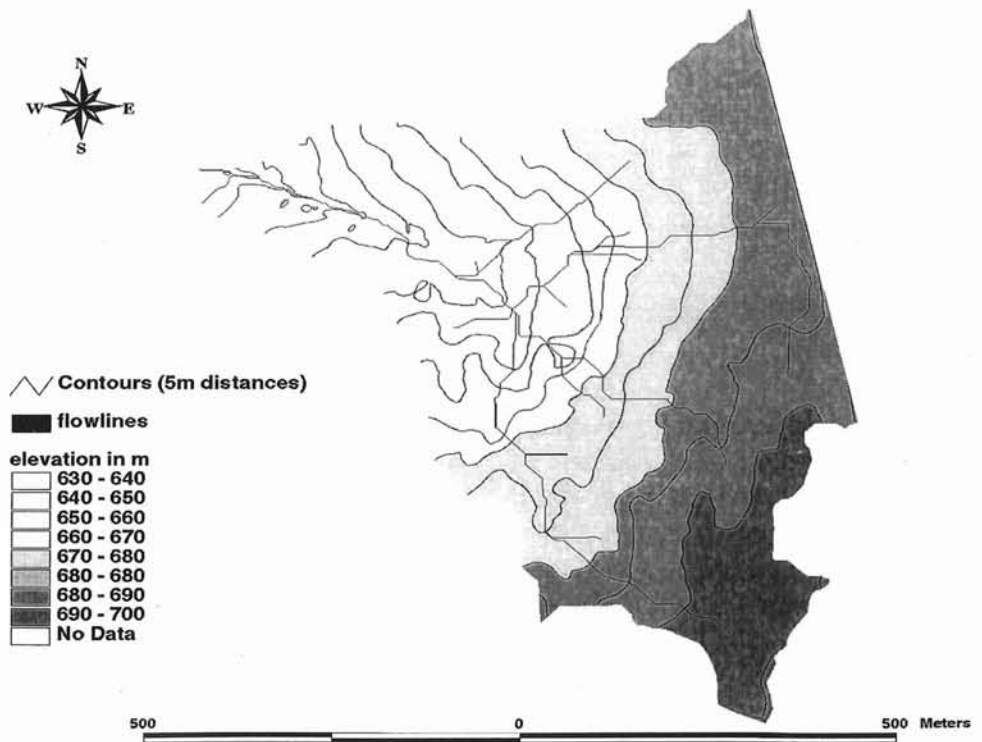 N
W E
S
Contours (5m distances)
flowlines
elevation in m
630 - 640
640 - 650
650 - 660
660 - 670
670 - 680
680 - 680
680 - 690
690 - 700
No Data
500 0 500 Meters